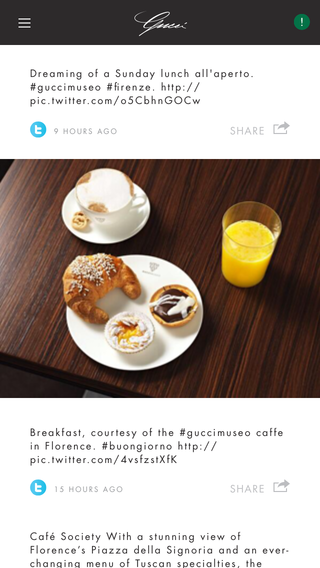 Gucci
!
Dreaming of a Sunday lunch all'aperto.
#guccimuseo #firenze. http://
pic.twitter.com/o5CbhnGOCw
9 HOURS AGO
SHARE
Breakfast, courtesy of the #guccimuseo caffe
in Florence. #buongiorno http://
pic.twitter.com/4vsfzstXfK
15 HOURS AGO
SHARE
Café Society With a stunning view of
Florence's Piazza della Signoria and an ever-
changing menu of Tuscan specialties, the